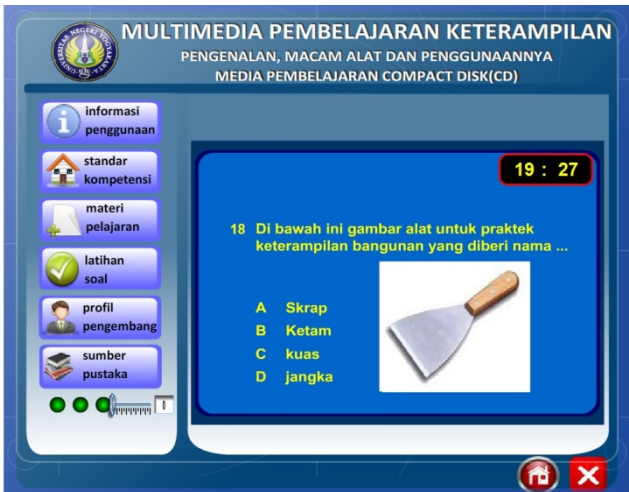 MULTIMEDIA PEMBELAJARAN KETERAMPILAN
PENGENALAN, MACAM ALAT DAN PENGGUNAANNYA
MEDIA PEMBELAJARAN COMPACT DISK(CD)
informasi
penggunaan
standar
kompetensi
materi
pelajaran
latihan
soal
profil
pengembang
sumber
pustaka
19 : 27
18 Di bawah ini gambar alat untuk praktek
keterampilan bangunan yang diberi nama ...
A Skrap
B Ketam
C kuas
D jangka